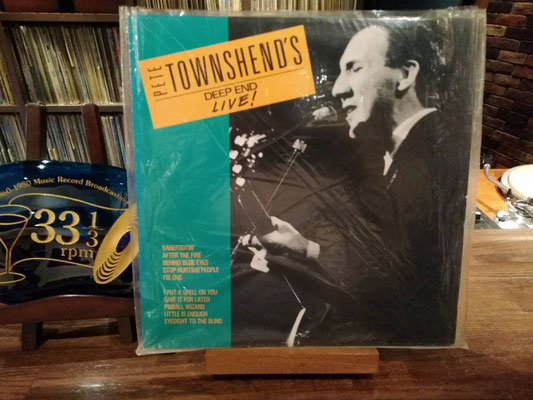 PETE
TOWNSHEND'S
DEEP END
LIVE!
BAREFOOTIN'
AFTER THE FIRE
BEHIND BLUE EYES
STOP HURTING PEOPLE
I'M ONE
I PUT A SPELL ON YOU
SAVE IT FOR LATER
PINBALL WIZARD
LITTLE IS ENOUGH
EYESIGHT TO THE BLIND
1980 Music Record Broadcasting
33 1/3
rpm